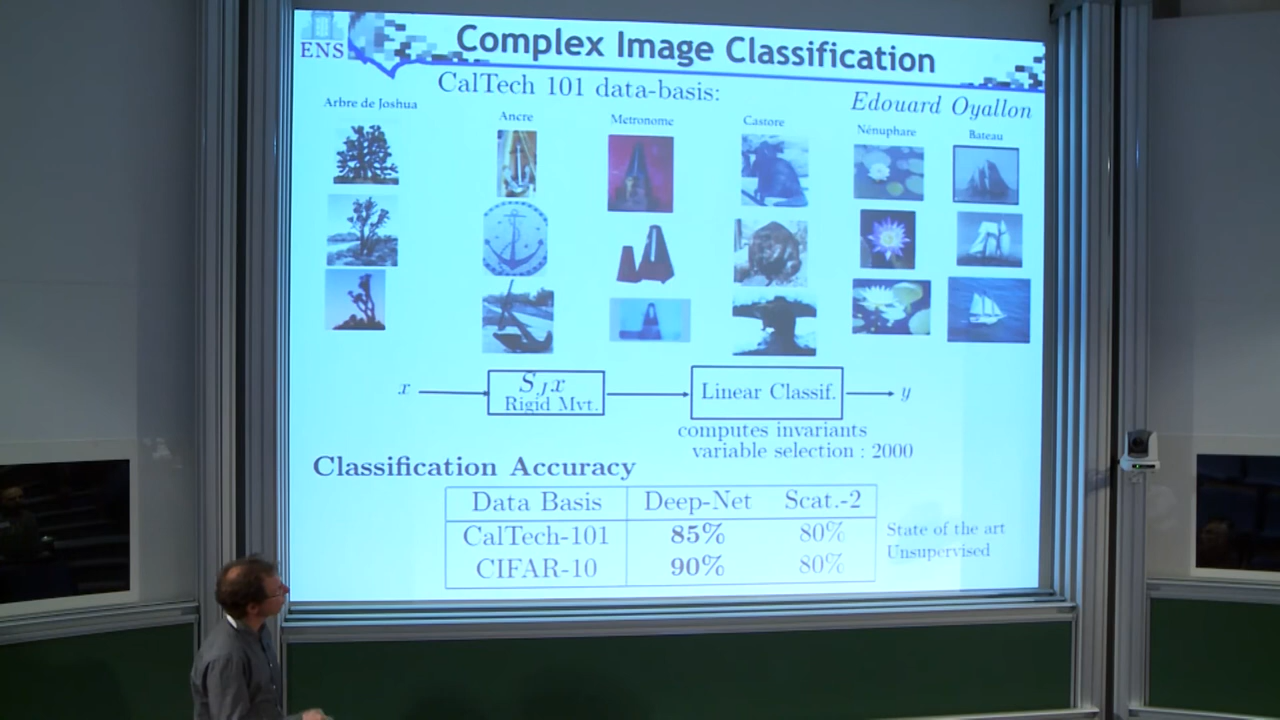 ENS
Complex Image Classification
CalTech 101 data-basis:
Edouard Oyallon
Arbre de Joshua
Ancre
Metronome
Castore
Nénuphare
Bateau
x
S_J x
Rigid Mvt.
Linear Classif.
y
computes invariants
variable selection : 2000
Classification Accuracy
Data Basis Deep-Net Scat.-2
CalTech-101 85% 80%
CIFAR-10 90% 80%
State of the art
Unsupervised